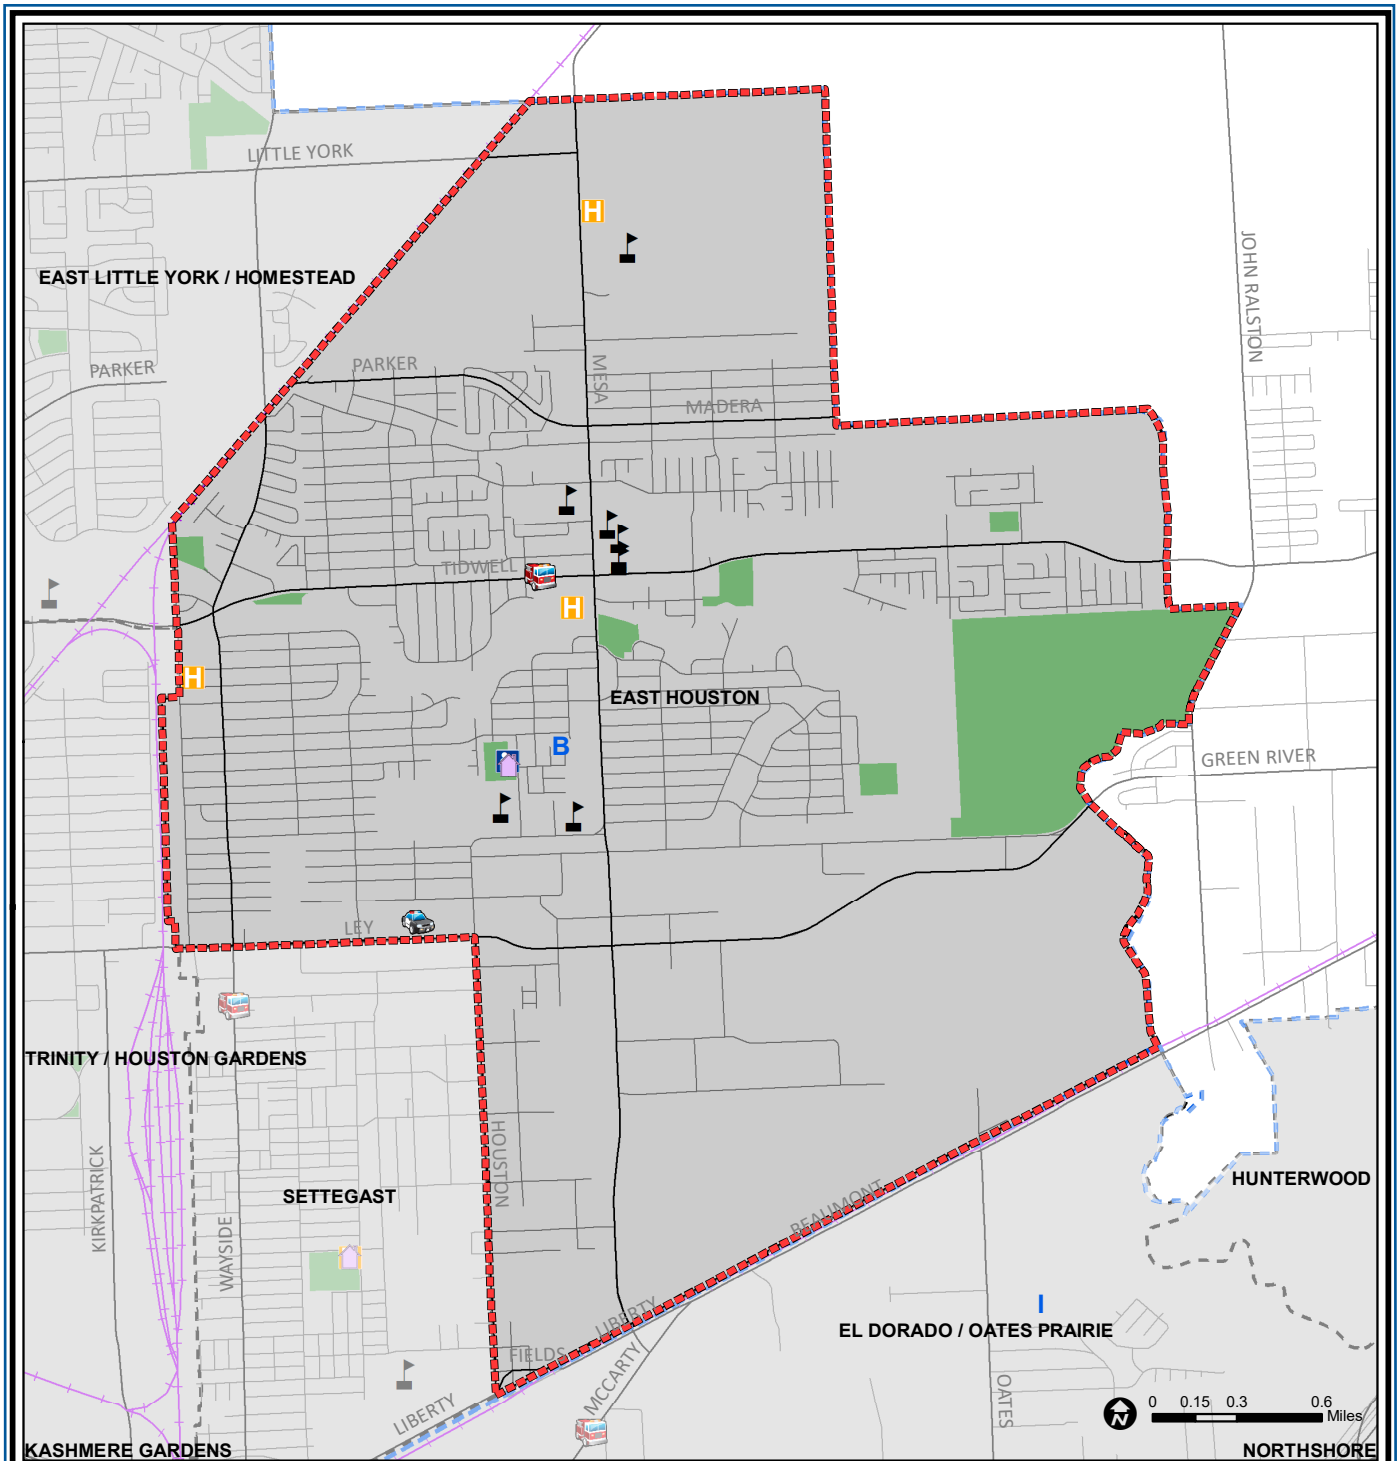 LITTLE YORK
H
EAST LITTLE YORK / HOMESTEAD
JOHN RALSTON
PARKER
PARKER
MESA
MADERA
TIDWELL
H
H
EAST HOUSTON
B
GREEN RIVER
LEY
TRINITY / HOUSTON GARDENS
HOUSTON
KIRKPATRICK
SETTEGAST
WAYSIDE
BEAUMONT
HUNTERWOOD
I
EL DORADO / OATES PRAIRIE
LIBERTY
FIELDS
MCCARTY
OATES
LIBERTY
N
0 0.15 0.3 0.6
Miles
KASHMERE GARDENS
NORTHSHORE